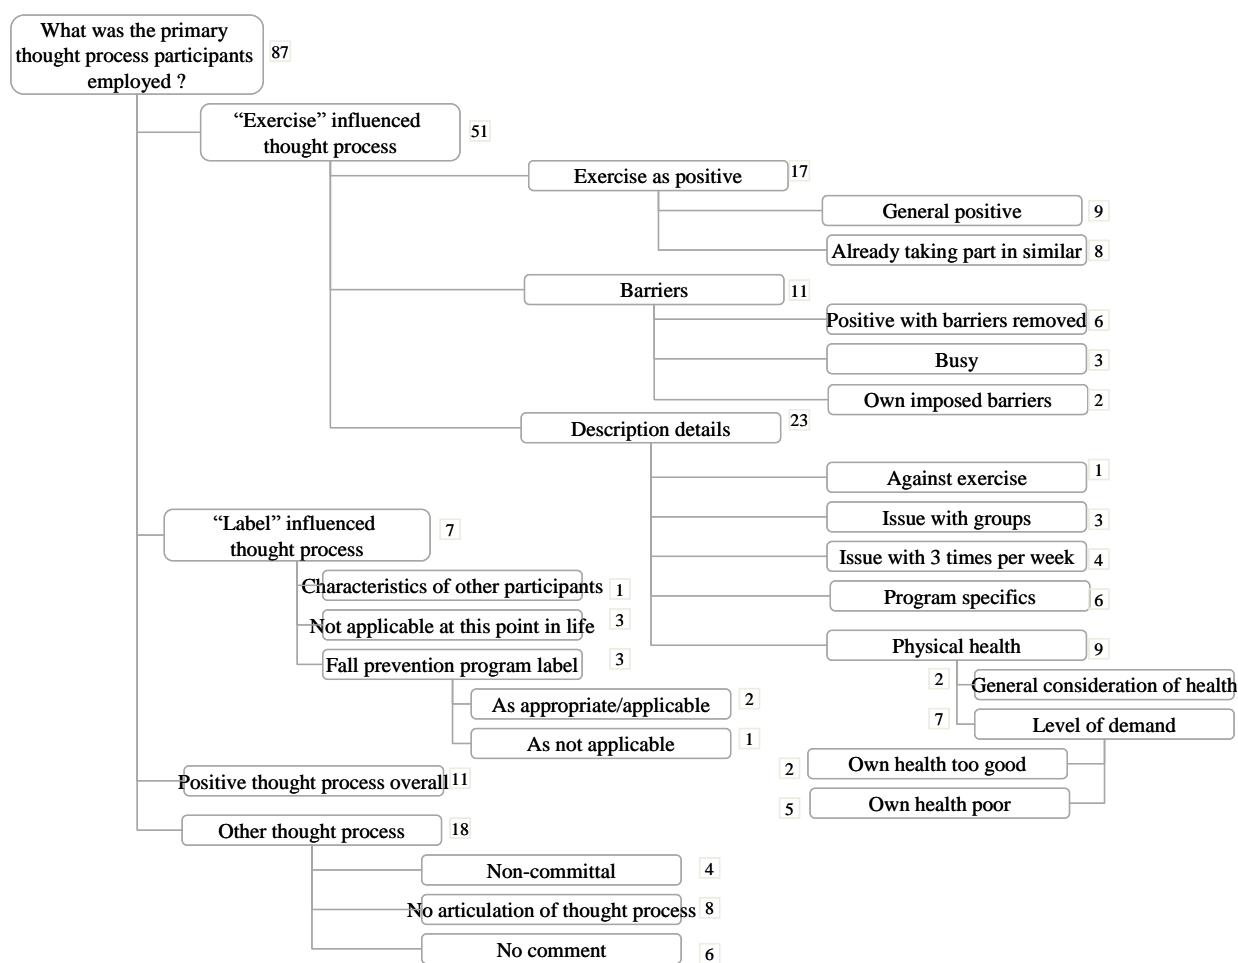 What was the primary
thought process participants
employed ?
87
“Exercise” influenced
thought process
51
Exercise as positive
17
General positive
9
Already taking part in similar
8
Barriers
11
Positive with barriers removed
6
Busy
3
Own imposed barriers
2
Description details
23
Against exercise
1
Issue with groups
3
Issue with 3 times per week
4
Program specifics
6
Physical health
9
2
General consideration of health
7
Level of demand
2
Own health too good
5
Own health poor
“Label” influenced
thought process
7
Characteristics of other participants
1
Not applicable at this point in life
3
Fall prevention program label
3
As appropriate/applicable
2
As not applicable
1
Positive thought process overall
11
Other thought process
18
Non-committal
4
No articulation of thought process
8
No comment
6